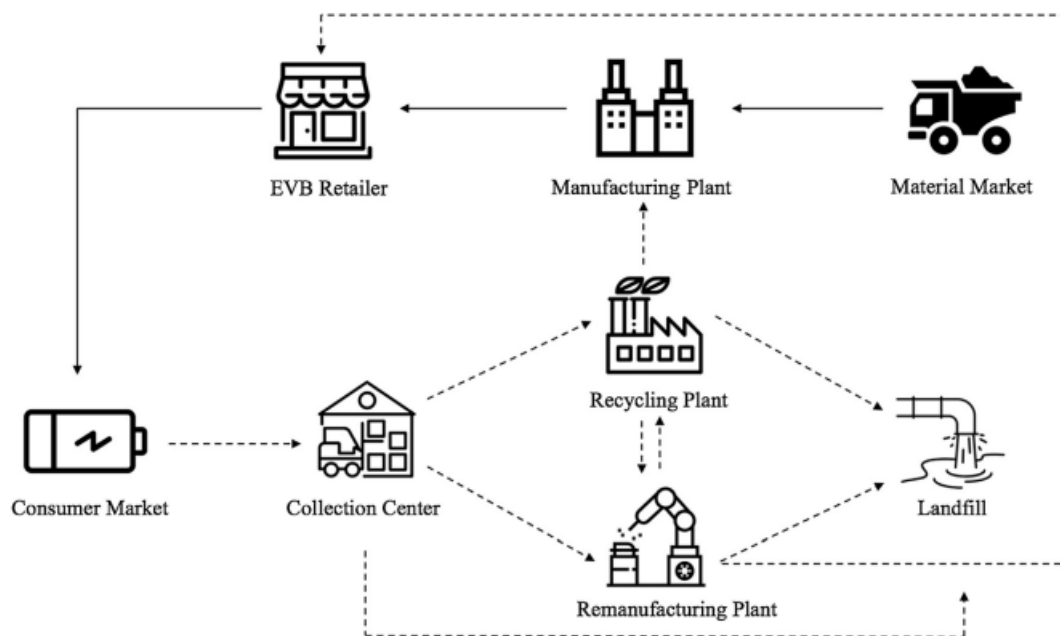 EVB Retailer
Manufacturing Plant
Material Market
Recycling Plant
Consumer Market
Collection Center
Landfill
Remanufacturing Plant